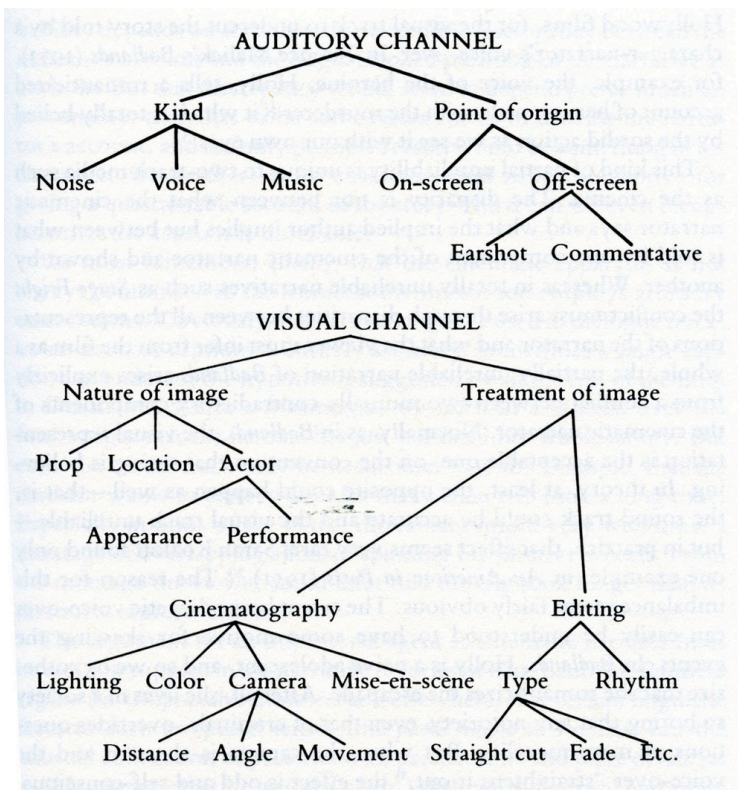 AUDITORY CHANNEL
Kind Point of origin
Noise Voice Music On-screen Off-screen
Earshot Commentative
VISUAL CHANNEL
Nature of image Treatment of image
Prop Location Actor
Appearance Performance
Cinematography Editing
Lighting Color Camera Mise-en-scene Type Rhythm
Distance Angle Movement Straight cut Fade Etc.